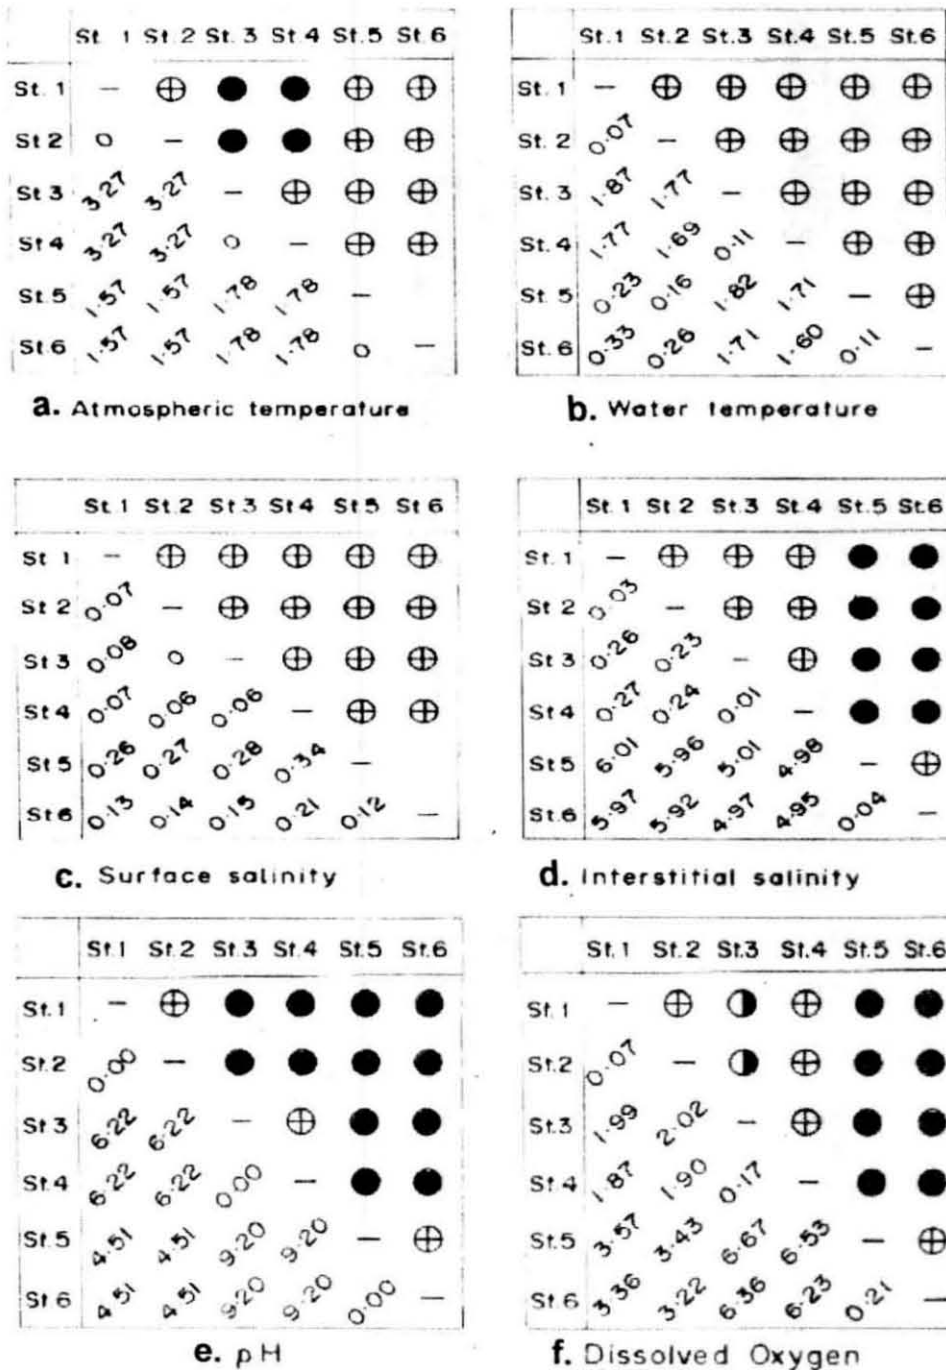 St 1 St. 2 St. 3 St. 4 St. 5 St. 6
St. 1 – ⊕ ● ● ⊕ ⊕
St 2 0 – ● ● ⊕ ⊕
St 3 3·27 3·27 – ⊕ ⊕ ⊕
St 4 3·27 3·27 0 – ⊕ ⊕
St. 5 1·57 1·57 1·78 1·78 –
St.6 1·57 1·57 1·78 1·78 0 –
a. Atmospheric temperature
St.1 St.2 St.3 St.4 St.5 St.6
St.1 – ⊕ ⊕ ⊕ ⊕ ⊕
St.2 0·07 – ⊕ ⊕ ⊕ ⊕
St.3 1·87 1·77 – ⊕ ⊕ ⊕
St.4 1·77 1·69 0·11 – ⊕ ⊕
St.5 0·23 0·16 1·82 1·71 – ⊕
St.6 0·33 0·26 1·71 1·60 0·11 –
b. Water temperature
St.1 St.2 St.3 St4 St.5 St 6
St 1 – ⊕ ⊕ ⊕ ⊕ ⊕
St 2 0·07 – ⊕ ⊕ ⊕ ⊕
St 3 0·08 0 – ⊕ ⊕ ⊕
St 4 0·07 0·06 0·06 – ⊕ ⊕
St 5 0·26 0·27 0·28 0·34 –
St 6 0·13 0·14 0·15 0·21 0·12 –
c. Surface salinity
St. 1 St.2 St.3 St.4 St.5 St.6
St 1 – ⊕ ⊕ ⊕ ● ●
St 2 0·03 – ⊕ ⊕ ● ●
St 3 0·26 0·23 – ⊕ ● ●
St 4 0·27 0·24 0·01 – ● ●
St5 6·01 5·96 5·01 4·98 – ⊕
St 6 5·97 5·92 4·97 4·95 0·04 –
d. Interstitial salinity
St.1 St.2 St.3 St.4 St.5 St.6
St.1 – ⊕ ● ● ● ●
St.2 0·00 – ● ● ● ●
St 3 6·22 6·22 – ⊕ ● ●
St.4 6·22 6·22 0·00 – ● ●
St.5 4·51 4·51 9·20 9·20 – ⊕
St 6 4·51 4·51 9·20 9·20 0·00 –
e. pH
St.1 St.2 St.3 St.4 St.5 St.6
St.1 – ⊕ ◑ ⊕ ● ●
St.2 0·07 – ◑ ⊕ ● ●
St.3 1·99 2·02 – ⊕ ● ●
St.4 1·87 1·90 0·17 – ● ●
St.5 3·57 3·43 6·67 6·53 – ⊕
St.6 3·36 3·22 6·36 6·23 0·21 –
f. Dissolved Oxygen